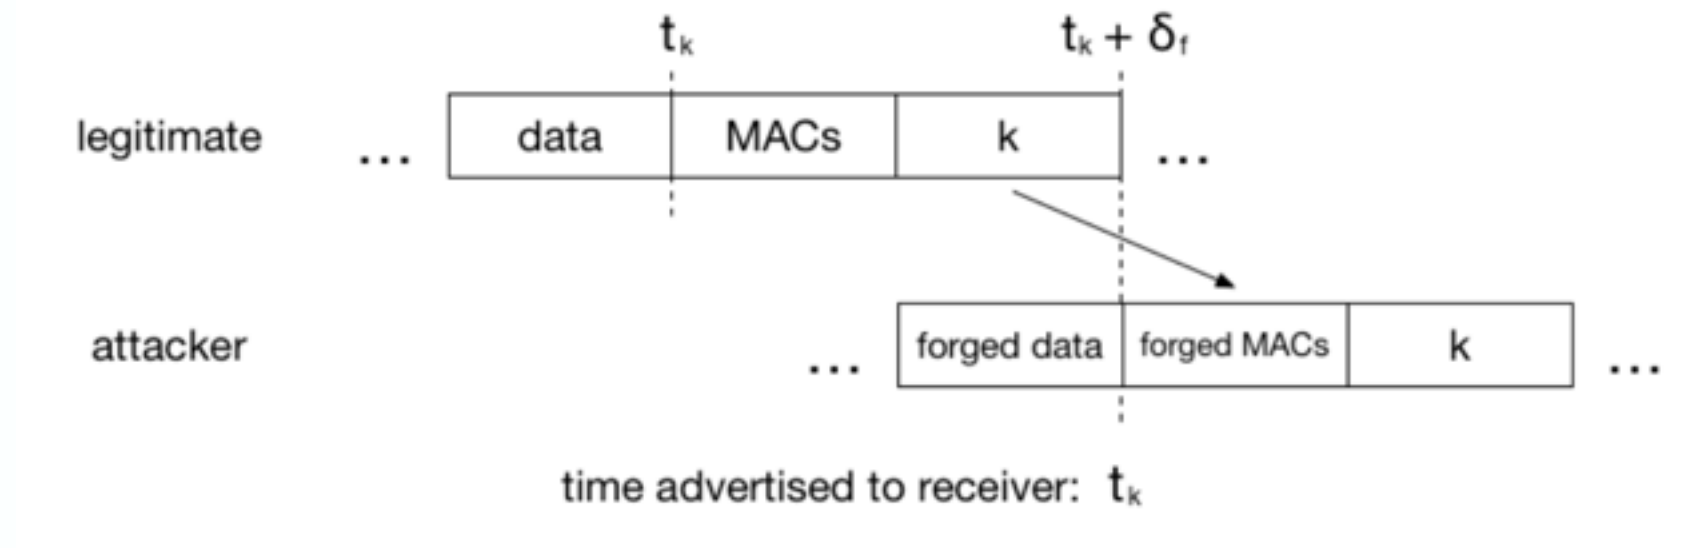 tk tk + δf
legitimate ... data MACs k ...
attacker ... forged data forged MACs k ...
time advertised to receiver: tk